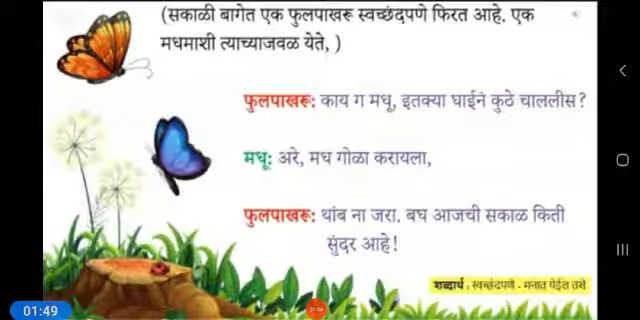 (सकाळी बागेत एक फुलपाखरू स्वच्छंदपणे फिरत आहे. एक
मधमाशी त्याच्याजवळ येते, )
फुलपाखरू: काय ग मधू, इतक्या घाईनं कुठे चाललीस?
मधू: अरे, मध गोळा करायला,
फुलपाखरू: थांब ना जरा. बघ आजची सकाळ किती
सुंदर आहे!
शब्दार्थ : स्वच्छंदपणे - मनात येईल तसे
01:49